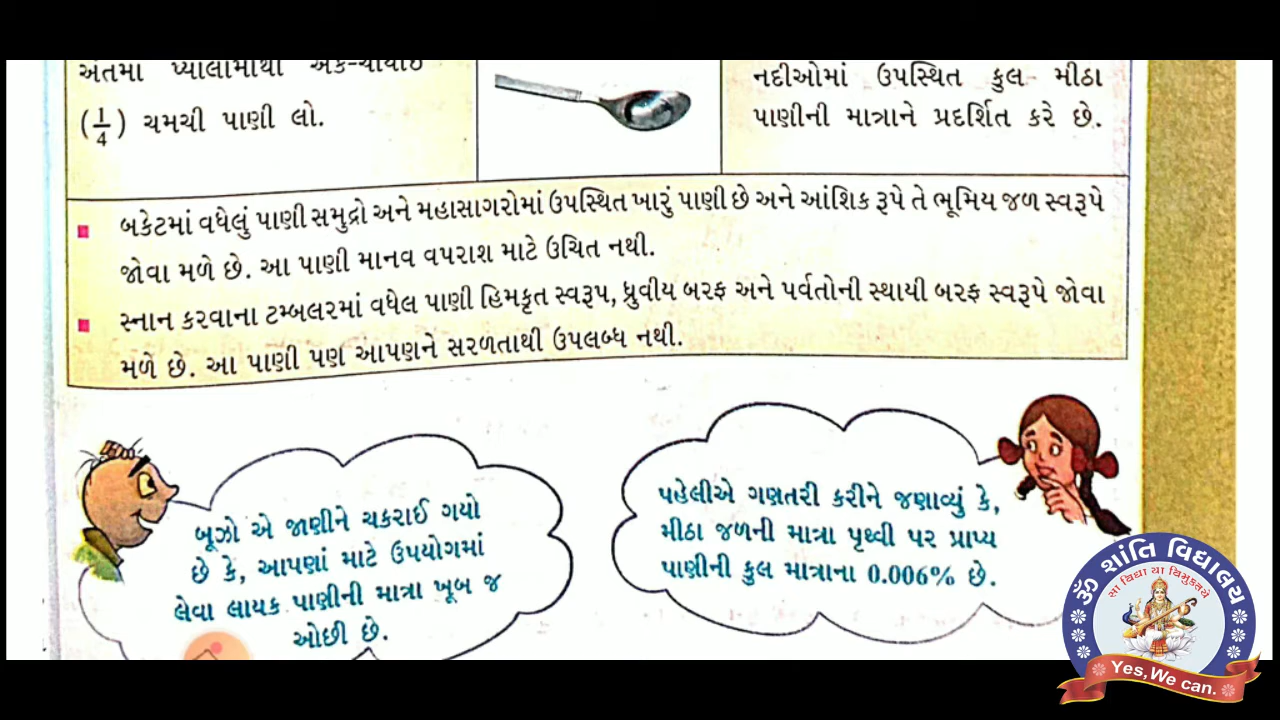 અંતમાં પ્યાલામાંથી એક-ચોથાઈ
(1/4) ચમચી પાણી લો.
નદીઓમાં ઉપસ્થિત કુલ મીઠા
પાણીની માત્રાને પ્રદર્શિત કરે છે.
બકેટમાં વધેલું પાણી સમુદ્રો અને મહાસાગરોમાં ઉપસ્થિત ખારું પાણી છે અને આંશિક રૂપે તે ભૂમિય જળ સ્વરૂપે
જોવા મળે છે. આ પાણી માનવ વપરાશ માટે ઉચિત નથી.
સ્નાન કરવાના ટમ્બલરમાં વધેલ પાણી હિમકૃત સ્વરૂપ, ધ્રુવીય બરફ અને પર્વતોની સ્થાયી બરફ સ્વરૂપે જોવા
મળે છે. આ પાણી પણ આપણને સરળતાથી ઉપલબ્ધ નથી.
બૂઝો એ જાણીને ચકરાઈ ગયો
છે કે, આપણાં માટે ઉપયોગમાં
લેવા લાયક પાણીની માત્રા ખૂબ જ
ઓછી છે.
પહેલીએ ગણતરી કરીને જણાવ્યું કે,
મીઠા જળની માત્રા પૃથ્વી પર પ્રાપ્ય
પાણીની કુલ માત્રાના 0.006% છે.
ૐ શાંતિ વિદ્યાલય
સા વિદ્યા યા વિમુક્તયે
Yes, We can.